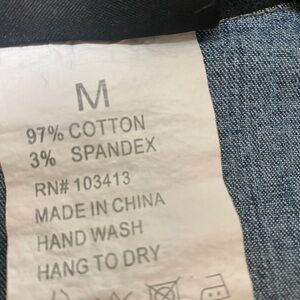 M
97% COTTON
3% SPANDEX
RN# 103413
MADE IN CHINA
HAND WASH
HANG TO DRY